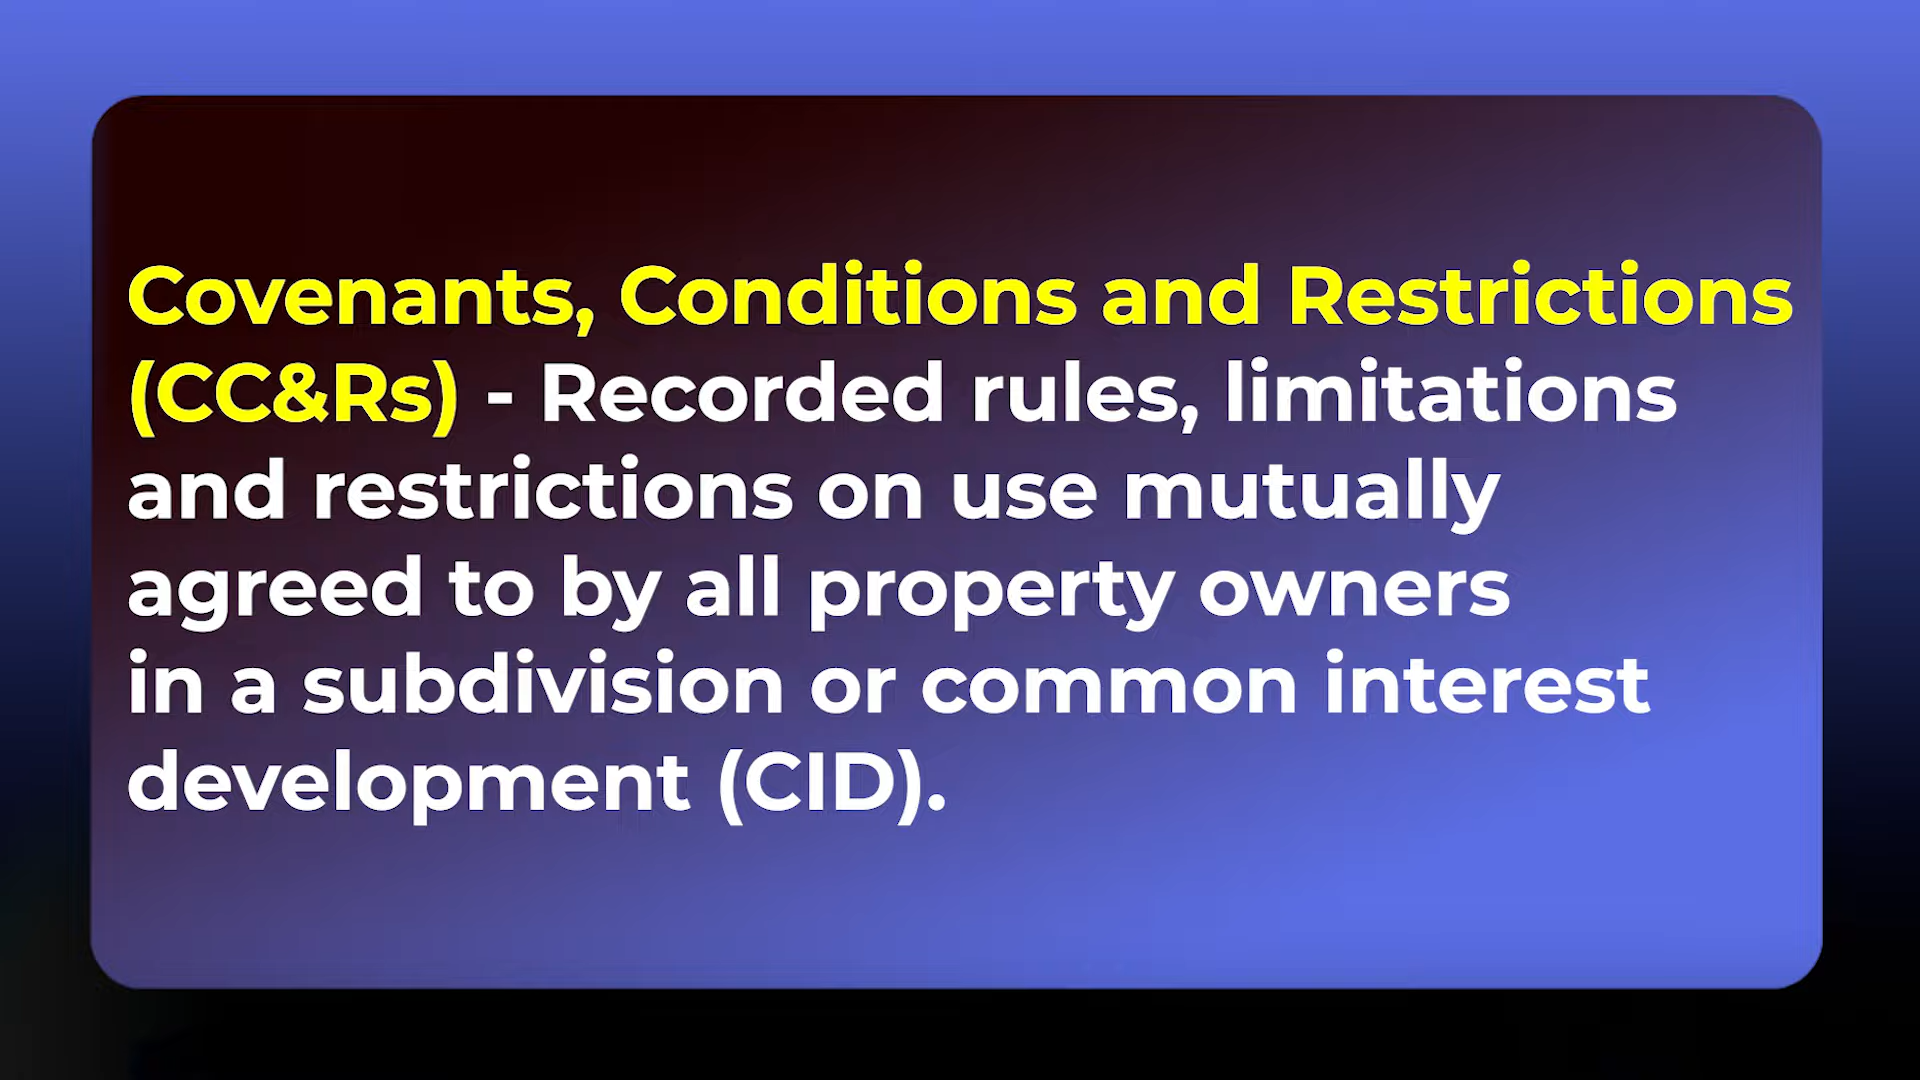 Covenants, Conditions and Restrictions
(CC&Rs) - Recorded rules, limitations
and restrictions on use mutually
agreed to by all property owners
in a subdivision or common interest
development (CID).